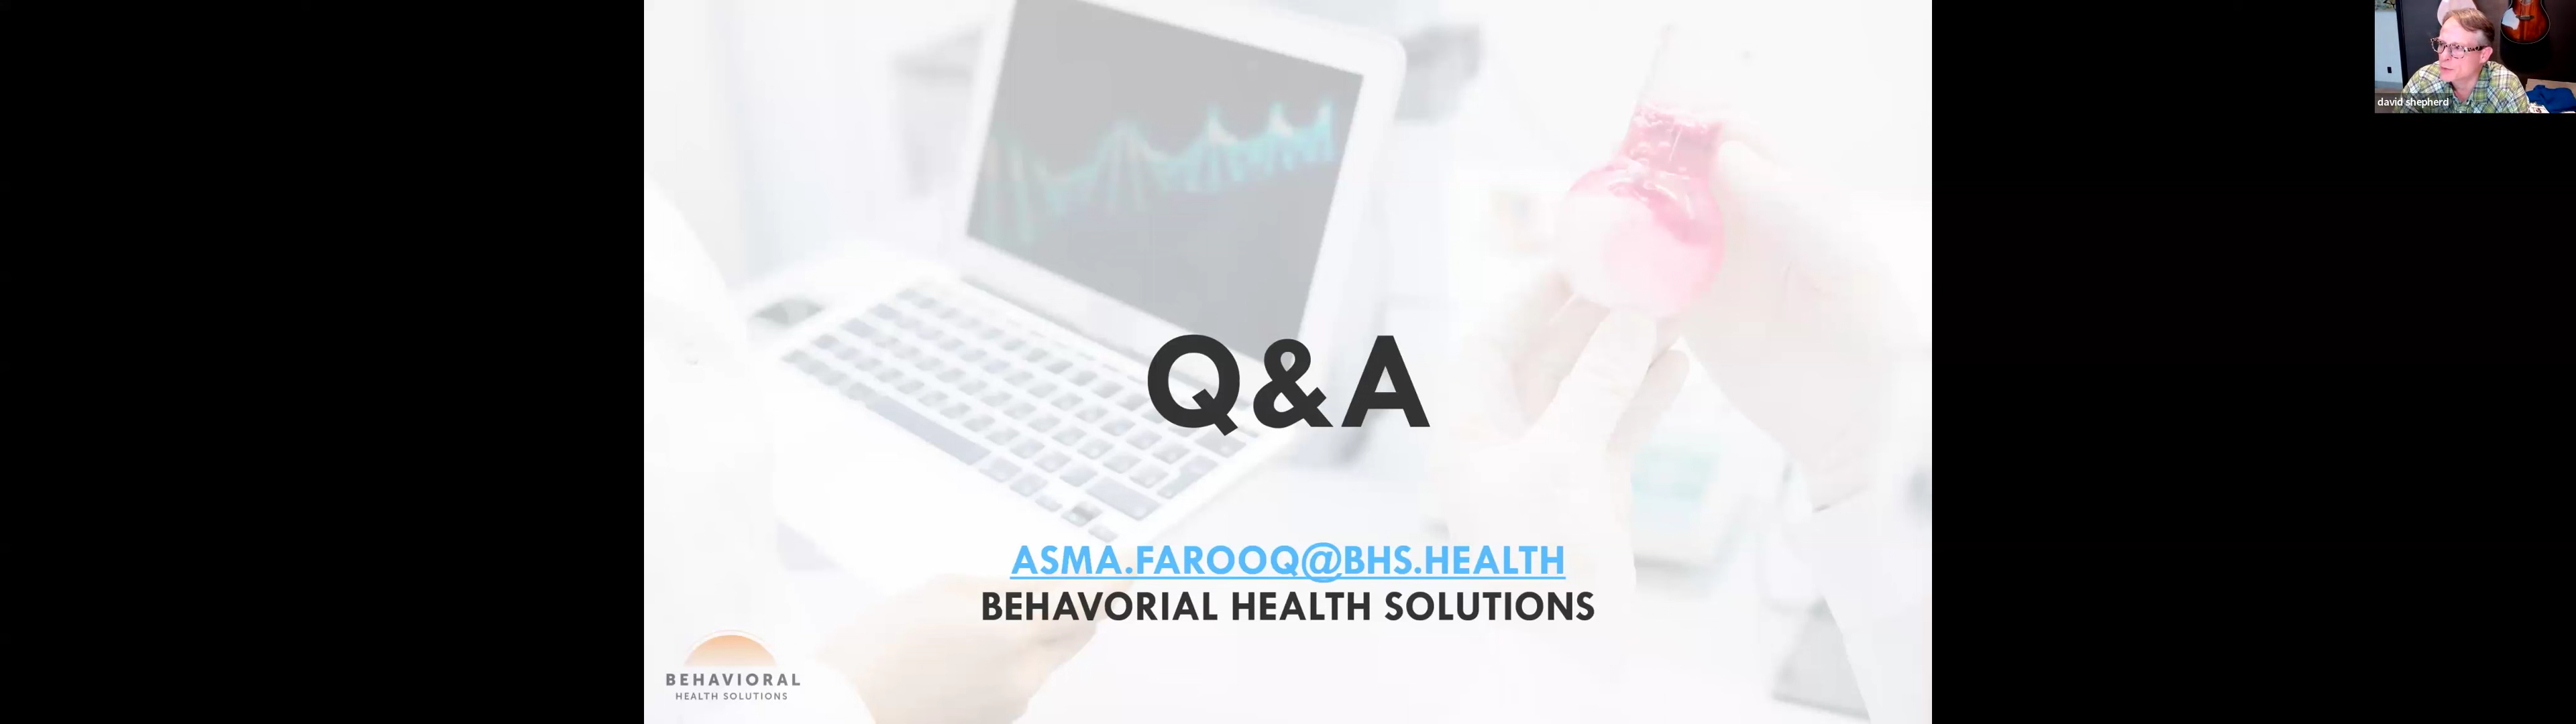 david shepherd
Q&A
ASMA.FAROOQ@BHS.HEALTH
BEHAVORIAL HEALTH SOLUTIONS
BEHAVIORAL
HEALTH SOLUTIONS